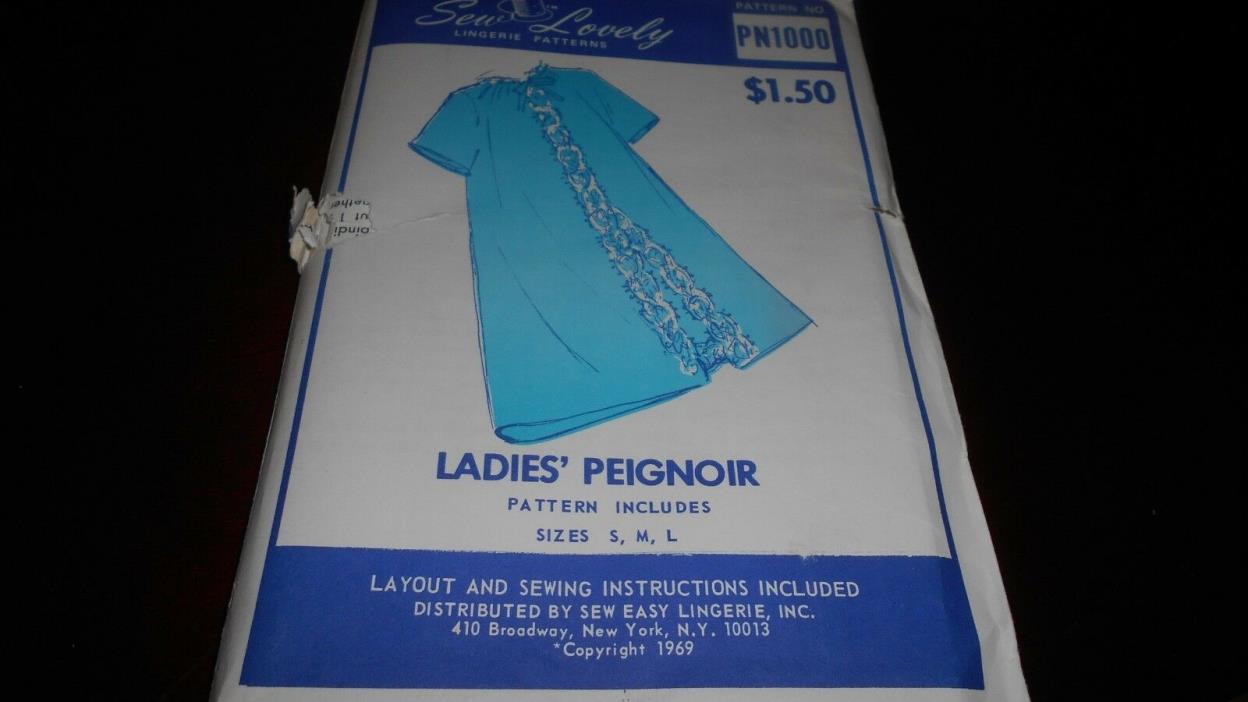 Sew Lovely
™
LINGERIE PATTERNS
PATTERN NO.
PN1000
$1.50
LADIES' PEIGNOIR
PATTERN INCLUDES
SIZES S, M, L
LAYOUT AND SEWING INSTRUCTIONS INCLUDED
DISTRIBUTED BY SEW EASY LINGERIE, INC.
410 Broadway, New York, N.Y. 10013
*Copyright 1969